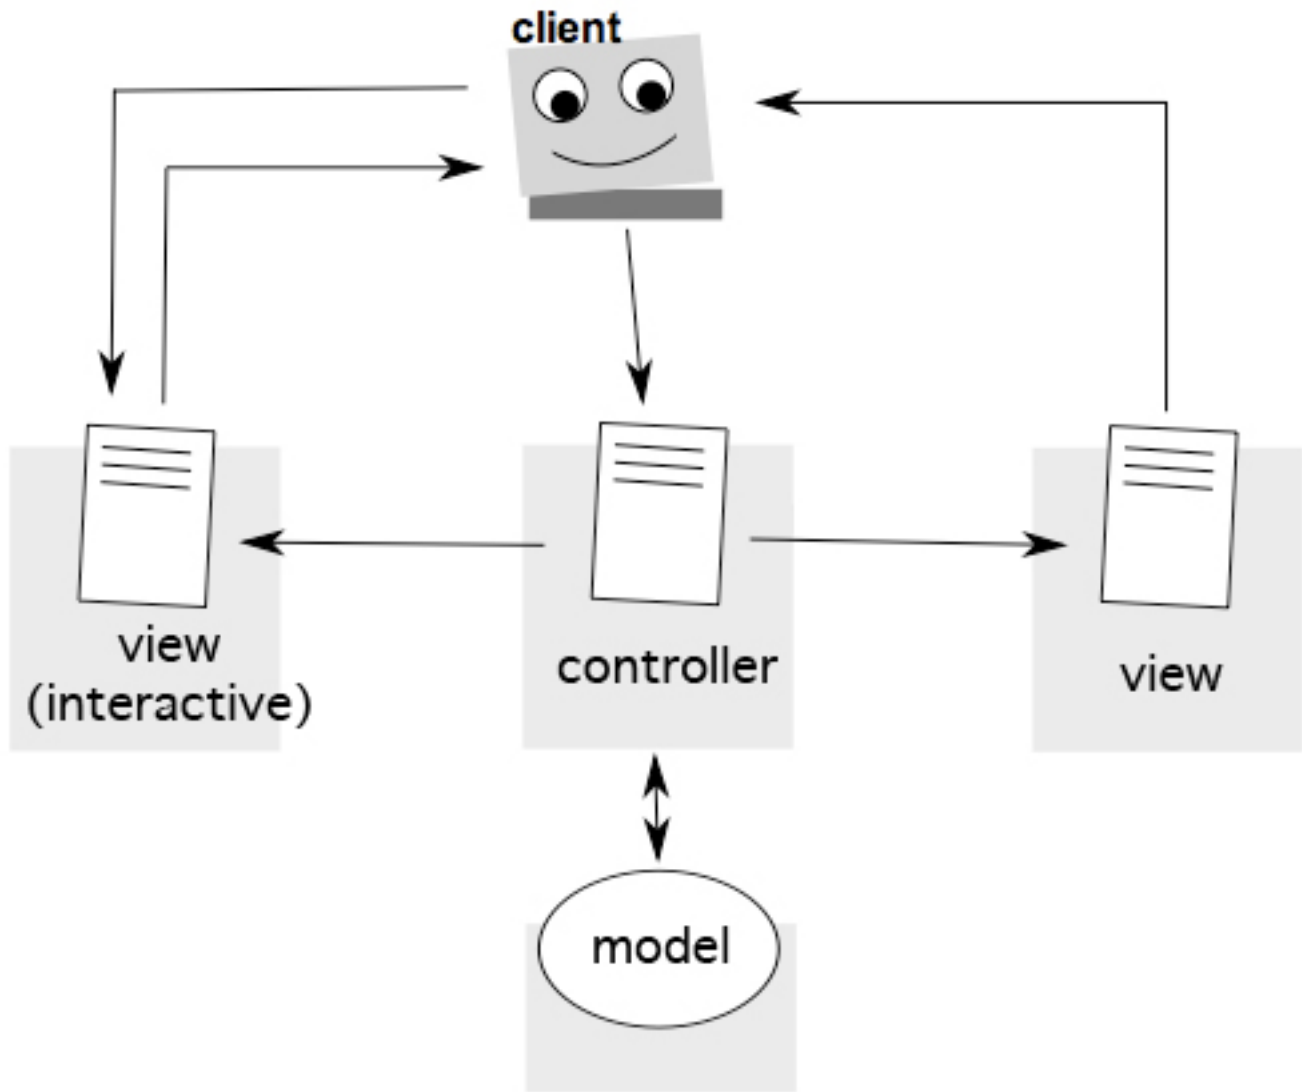 client
view
(interactive)
controller
view
model